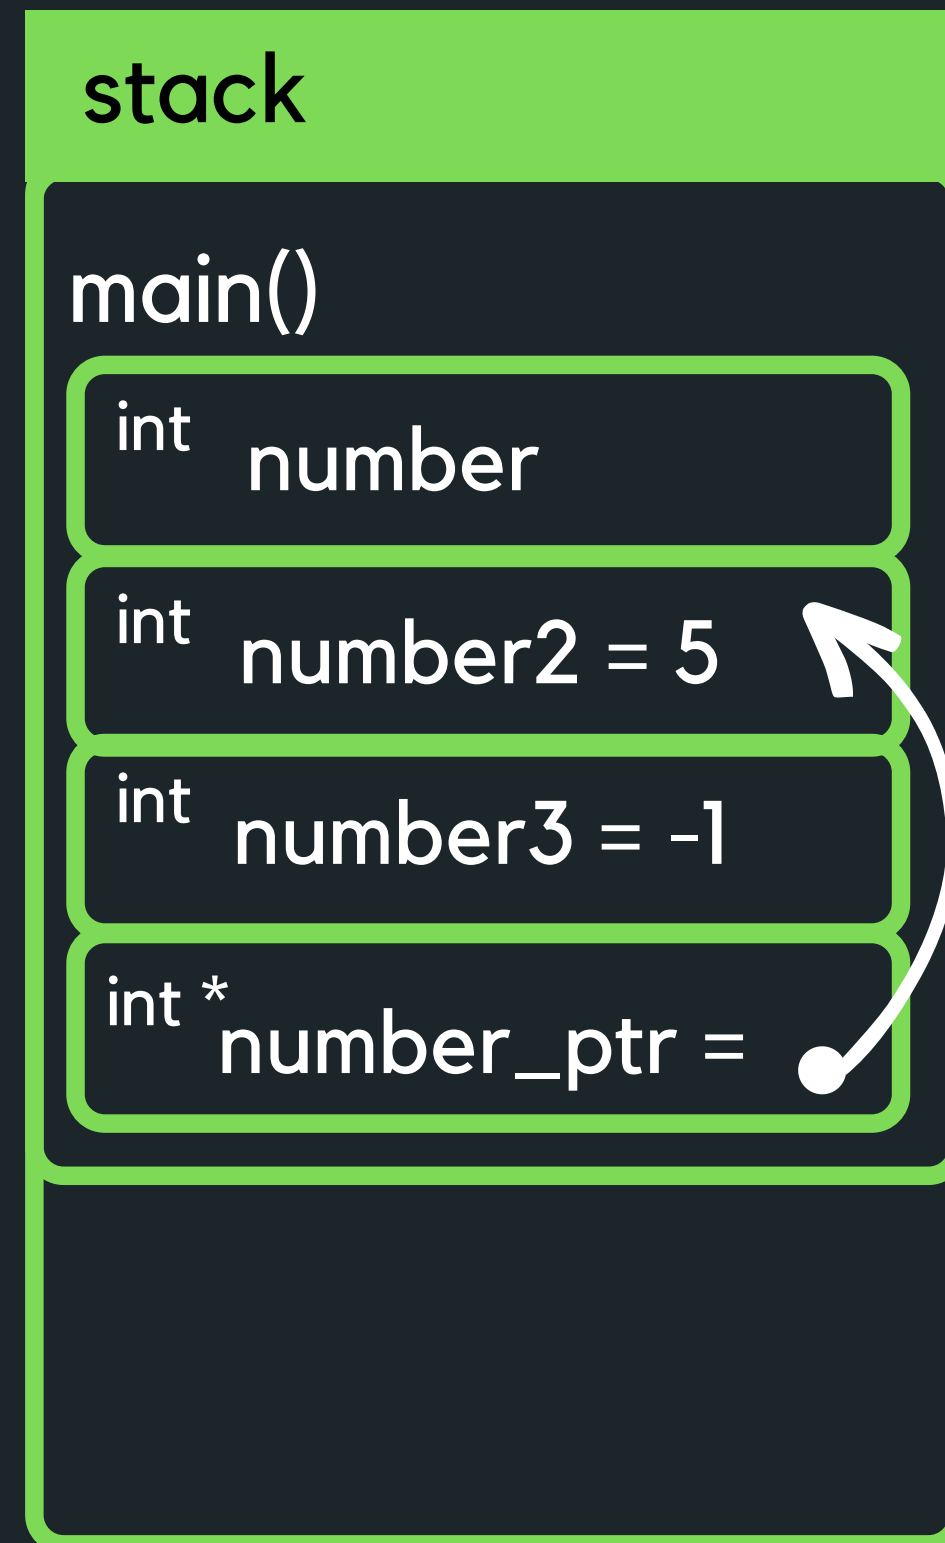 stack
main()
int number
int number2 = 5
int number3 = -1
int * number_ptr =